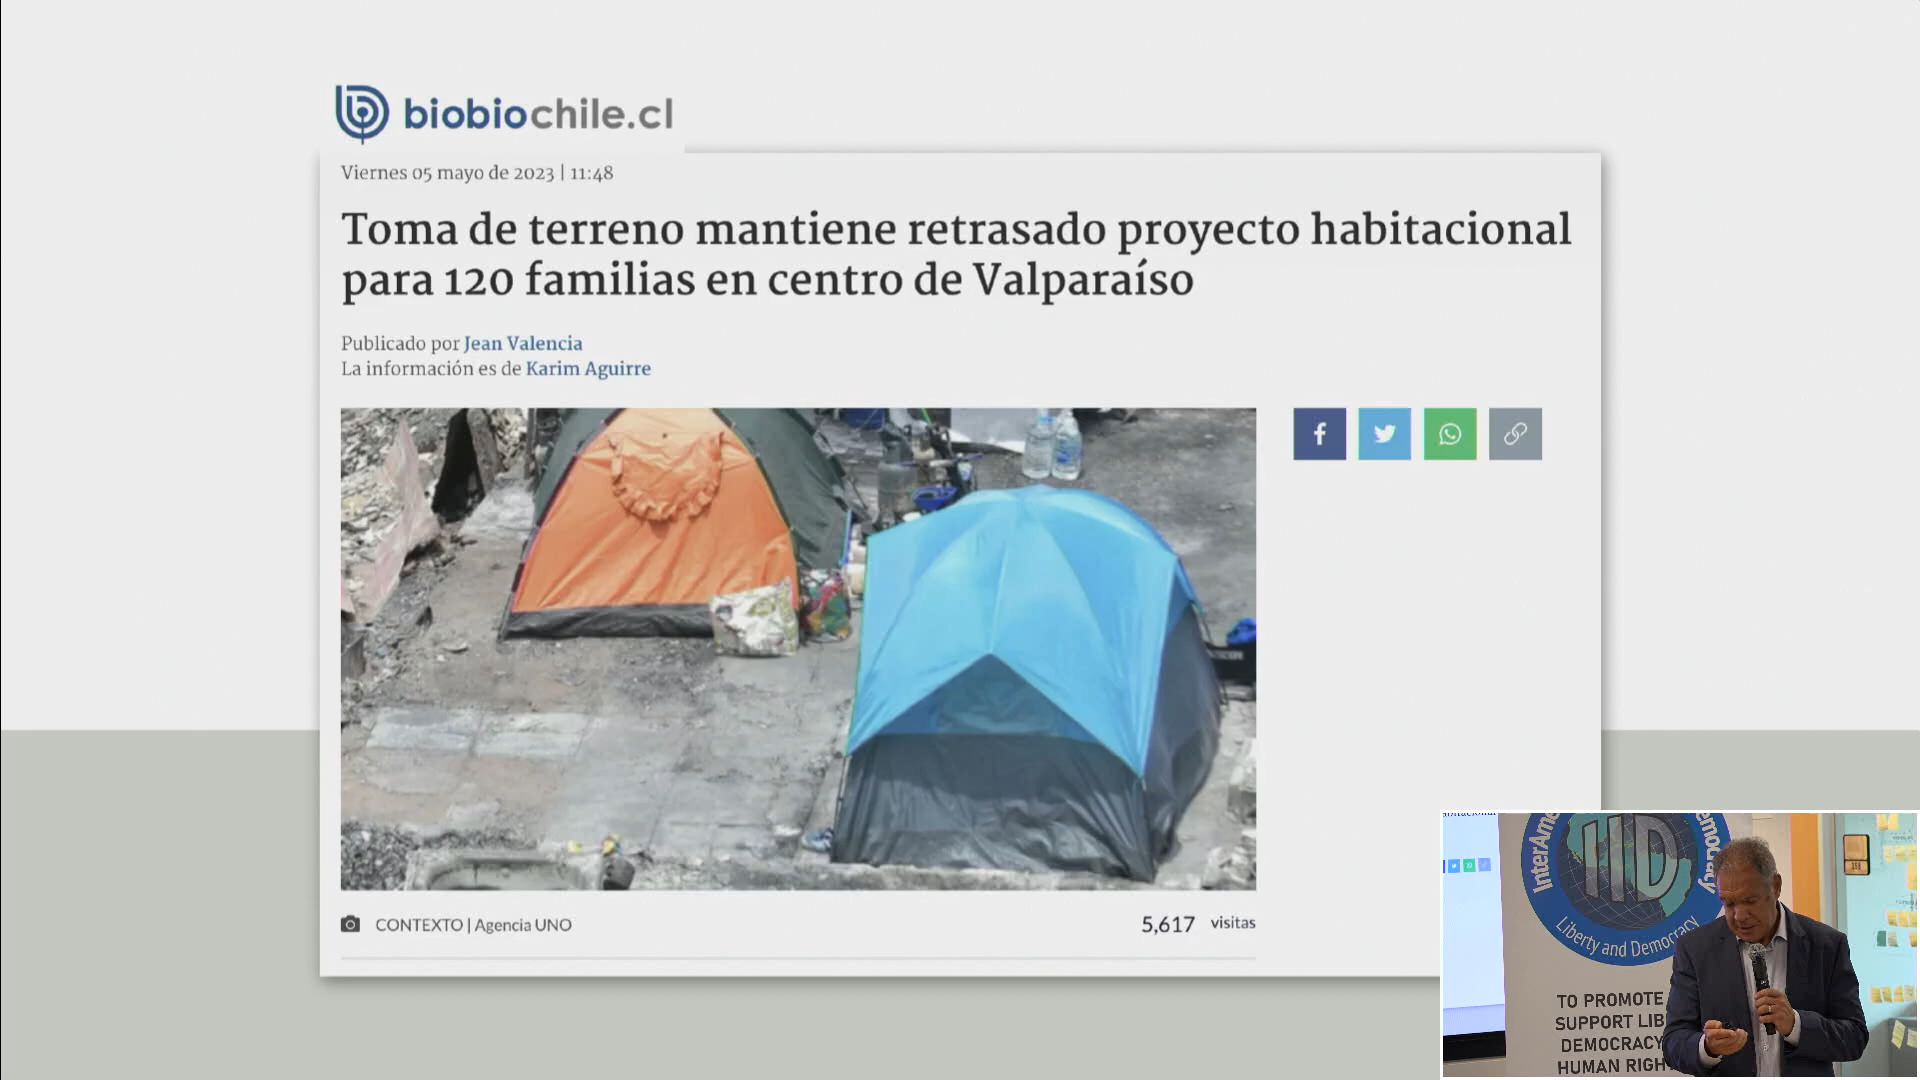 biobiochile.cl
Viernes 05 mayo de 2023 | 11:48
Toma de terreno mantiene retrasado proyecto habitacional
para 120 familias en centro de Valparaíso
Publicado por Jean Valencia
La información es de Karim Aguirre
CONTEXTO | Agencia UNO
5,617 visitas
IID
Liberty and Democracy
TO PROMOTE
SUPPORT LIB
DEMOCRACY
HUMAN RIGH